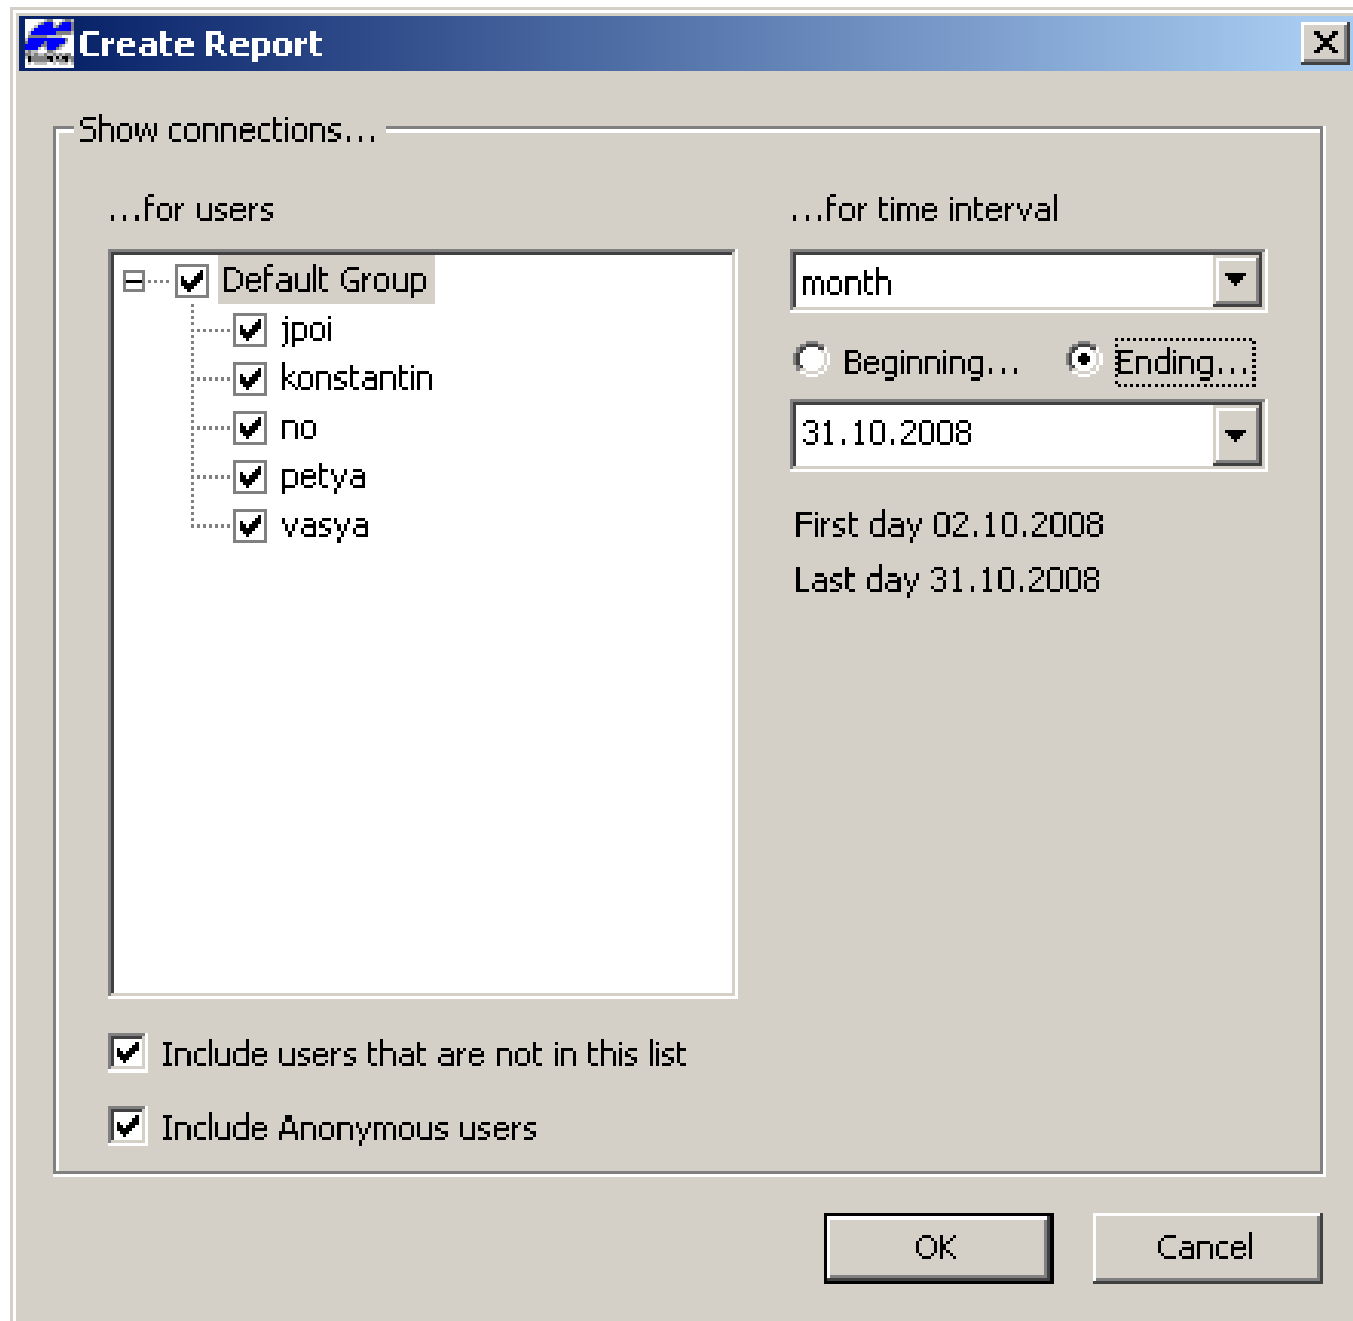 Create Report
Show connections...
...for users
Default Group
jpoi
konstantin
no
petya
vasya
...for time interval
month
Beginning... Ending...
31.10.2008
First day 02.10.2008
Last day 31.10.2008
Include users that are not in this list
Include Anonymous users
OK Cancel